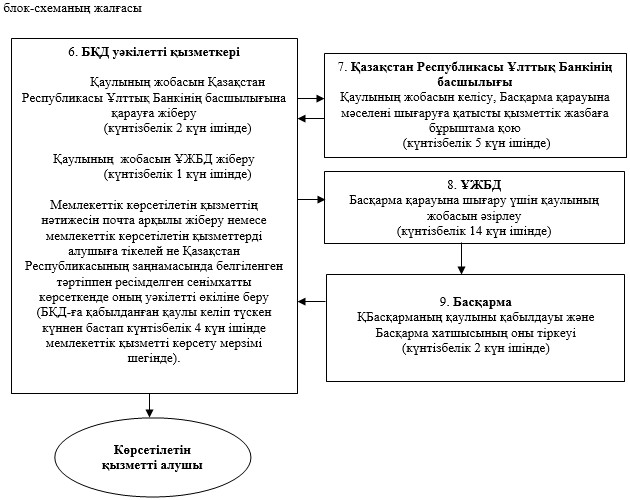 блок-схеманың жалғасы
6. БҚД уәкілетті қызметкері
Қаулының жобасын Қазақстан
Республикасы Ұлттық Банкінің басшылығына
қарауға жіберу
(күнтізбелік 2 күн ішінде)
Қаулының жобасын ҰЖБД жіберу
(күнтізбелік 1 күн ішінде)
Мемлекеттік көрсетілетін қызметтің
нәтижесін почта арқылы жіберу немесе
мемлекеттік көрсетілетін қызметтерді
алушыға тікелей не Қазақстан
Республикасының заңнамасында белгіленген
тәртіппен ресімделген сенімхатты
көрсеткенде оның уәкілетті өкіліне беру
(БҚД-ға қабылданған қаулы келіп түскен
күннен бастап күнтізбелік 4 күн ішінде
мемлекеттік қызметті көрсету мерзімі
шегінде).
7. Қазақстан Республикасы Ұлттық Банкінің
басшылығы
Қаулының жобасын келісу, Басқарма қарауына
мәселені шығаруға қатысты қызметтік жазбаға
бұрыштама қою
(күнтізбелік 5 күн ішінде)
8. ҰЖБД
Басқарма қарауына шығару үшін қаулының
жобасын әзірлеу
(күнтізбелік 14 күн ішінде)
9. Басқарма
ҚБасқарманың қаулыны қабылдауы және
Басқарма хатшысының оны тіркеуі
(күнтізбелік 2 күн ішінде)
Көрсетілетін
қызметті алушы